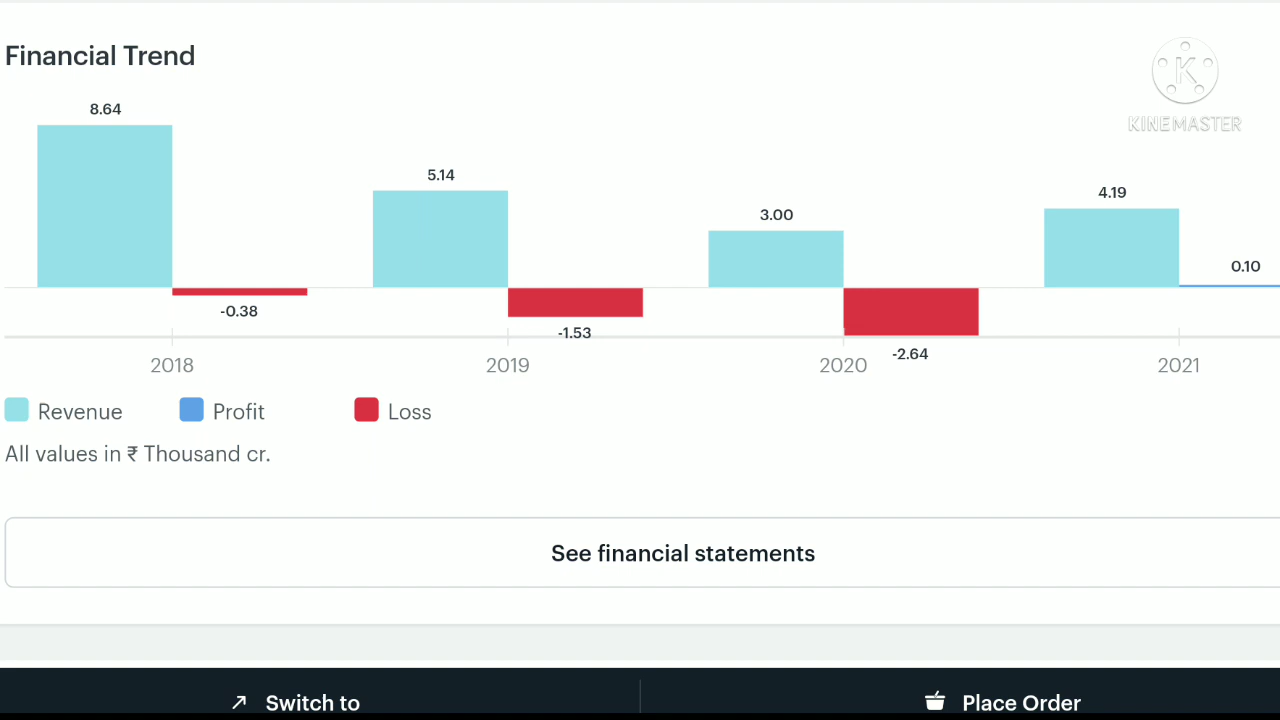 Financial Trend
KINEMASTER
8.64
5.14
3.00
4.19
0.10
-0.38
-1.53
-2.64
2018
2019
2020
2021
Revenue
Profit
Loss
All values in ₹ Thousand cr.
See financial statements
Switch to
Place Order